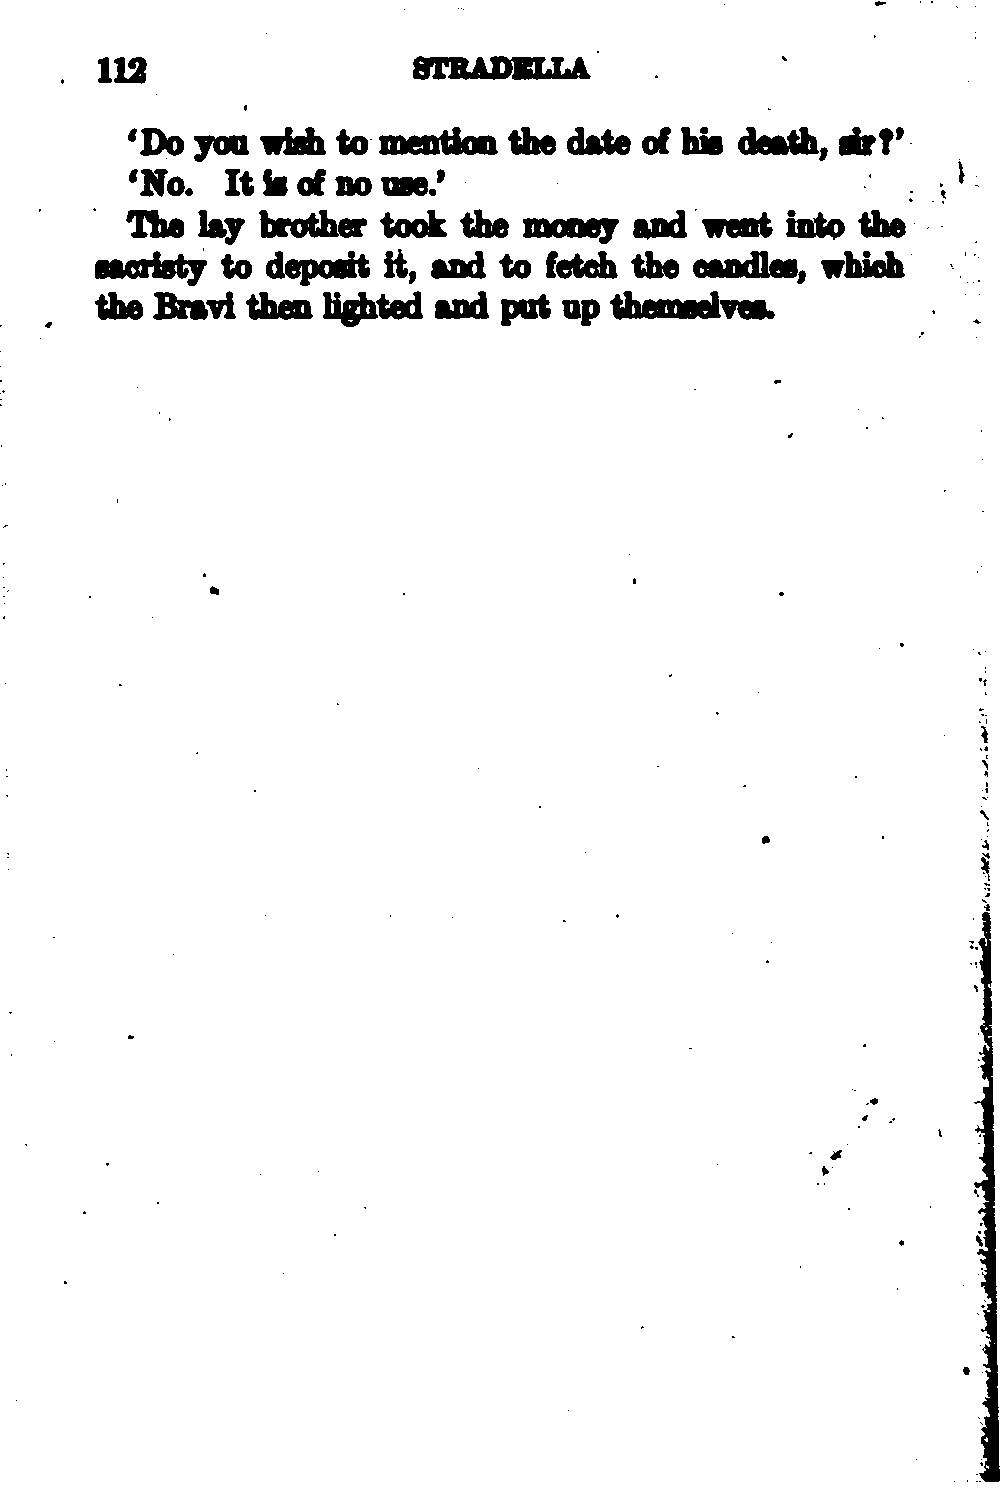 112 STRADELLA
‘Do you wish to mention the date of his death, sir?’
‘No. It is of no use.’
The lay brother took the money and went into the
sacristy to deposit it, and to fetch the candles, which
the Bravi then lighted and put up themselves.